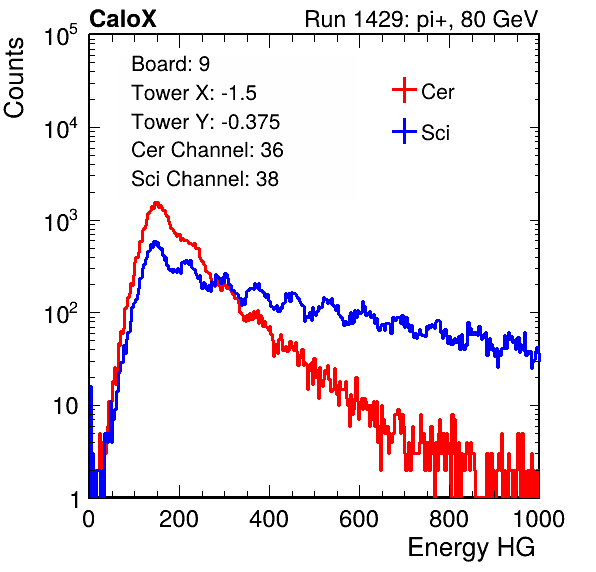 CaloX Run 1429: pi+, 80 GeV
Counts
10^5
10^4
10^3
10^2
10
1
Board: 9
Tower X: -1.5
Tower Y: -0.375
Cer Channel: 36
Sci Channel: 38
Cer
Sci
0 200 400 600 800 1000
Energy HG